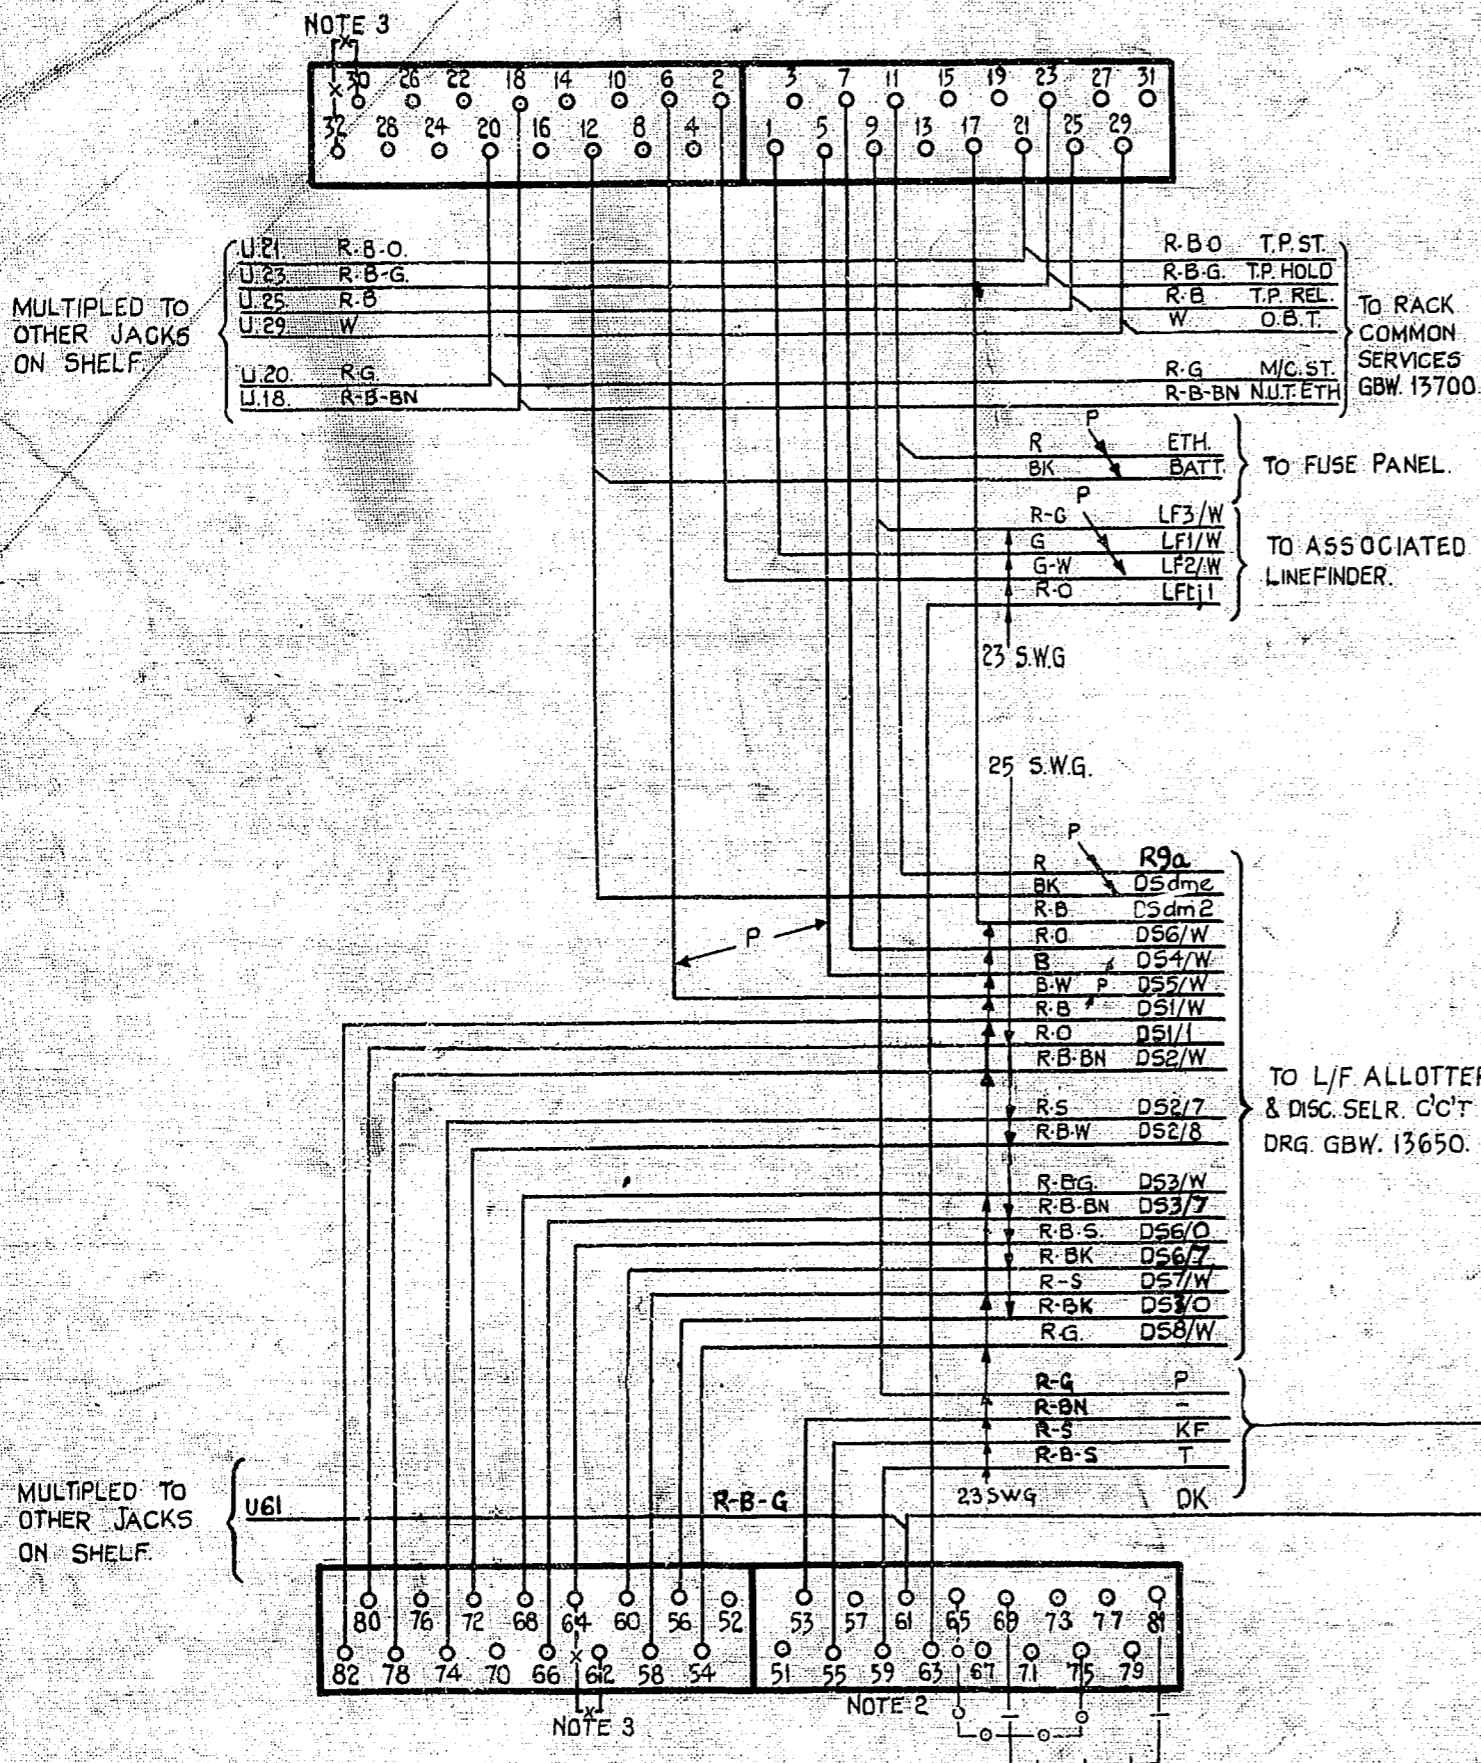 NOTE 3
30 26 22 18 14 10 6 2 3 7 11 15 19 23 27 31
32 28 24 20 16 12 8 4 1 5 9 13 17 21 25 29
MULTIPLED TO
OTHER JACKS
ON SHELF.
U.21. R-B-O.
U.23 R-B-G.
U.25 R-B
U.29 W
U.20 R.G.
U.18. R-B-BN
R-B-O T.P. ST.
R-B-G. T.P. HOLD
R-B T.P. REL.
W O.B.T.
R-G M/C. ST.
R-B-BN N.U.T. ETH
TO RACK
COMMON
SERVICES
GBW. 13700
P
R ETH.
BK BATT.
TO FUSE PANEL.
P
R-G LF3/W
G LF1/W
G-W LF2/W
R-O LFtj1
TO ASSOCIATED
LINEFINDER.
23 S.W.G
25 S.W.G.
P
R R9a
BK DSdme
R-B DSdm2
R-O DS6/W
B DS4/W
B-W P DS5/W
R-B DS1/W
R-O DS1/1
R-B-BN DS2/W
R-S DS2/7
R-B-W DS2/8
R-BG. DS3/W
R-B-BN DS3/7
R-B-S. DS6/0
R-BK DS6/7
R-S DS7/W
R-BK DS3/0
R-G. DS8/W
P
TO L/F ALLOTTER
& DISC. SELR. C'C'T
DRG. GBW. 13650.
R-G P
R-BN -
R-S KF
R-B-S T
23 SWG
DK
MULTIPLED TO
OTHER JACKS
ON SHELF.
U61
R-B-G
80 76 72 68 64 60 56 52 53 57 61 65 69 73 77 81
82 78 74 70 66 62 58 54 51 55 59 63 67 71 75 79
NOTE 3
NOTE 2